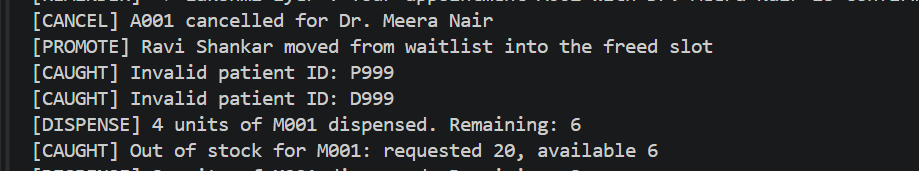 [CANCEL] A001 cancelled for Dr. Meera Nair
[PROMOTE] Ravi Shankar moved from waitlist into the freed slot
[CAUGHT] Invalid patient ID: P999
[CAUGHT] Invalid patient ID: D999
[DISPENSE] 4 units of M001 dispensed. Remaining: 6
[CAUGHT] Out of stock for M001: requested 20, available 6